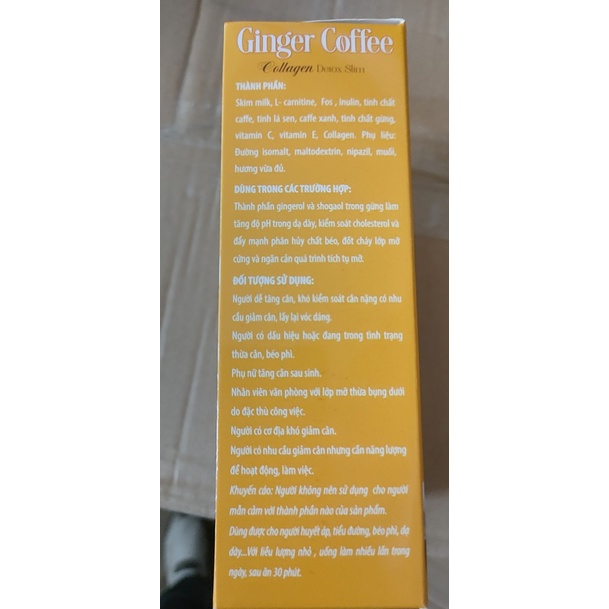 Ginger Coffee
Collagen Detox Slim
THÀNH PHẦN:
Skim milk, L- carnitine, Fos , inulin, tinh chất
caffe, tinh lá sen, caffe xanh, tinh chất gừng,
vitamin C, vitamin E, Collagen. Phụ liệu:
Đường isomalt, maltodextrin, nipazil, muối,
hương vừa đủ.
DÙNG TRONG CÁC TRƯỜNG HỢP:
Thành phần gingerol và shogaol trong gừng làm
tăng độ pH trong dạ dày, kiểm soát cholesterol và
đẩy mạnh phân hủy chất béo, đốt cháy lớp mỡ
cứng và ngăn cản quá trình tích tụ mỡ.
ĐỐI TƯỢNG SỬ DỤNG:
Người dễ tăng cân, khó kiểm soát cân nặng có nhu
cầu giảm cân, lấy lại vóc dáng.
Người có dấu hiệu hoặc đang trong tình trạng
thừa cân, béo phì.
Phụ nữ tăng cân sau sinh.
Nhân viên văn phòng với lớp mỡ thừa bụng dưới
do đặc thù công việc.
Người có cơ địa khó giảm cân.
Người có nhu cầu giảm cân nhưng cần năng lượng
để hoạt động, làm việc.
Khuyến cáo: Người không nên sử dụng cho người
mẫn cảm với thành phần nào của sản phẩm.
Dùng được cho người huyết áp, tiểu đường, béo phì, dạ
dày...Với liều lượng nhỏ , uống làm nhiều lần trong
ngày, sau ăn 30 phút.